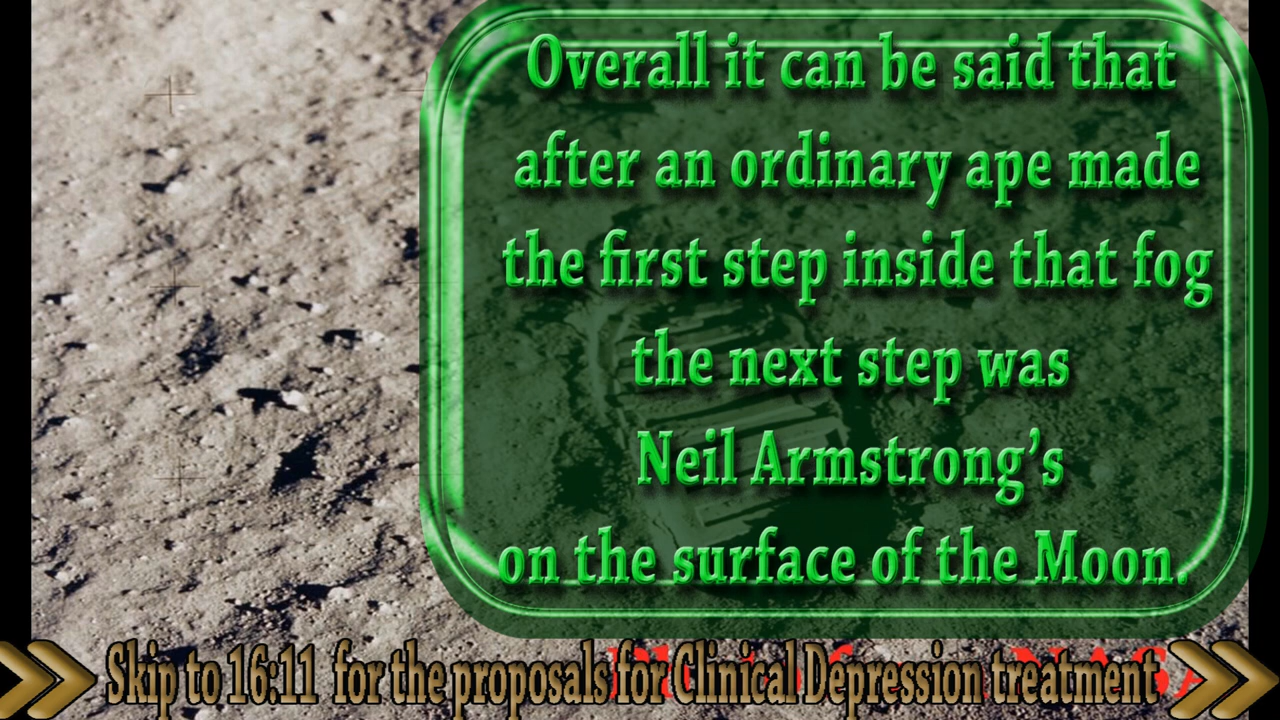 Overall it can be said that
after an ordinary ape made
the first step inside that fog
the next step was
Neil Armstrong’s
on the surface of the Moon.
Skip to 16:11 for the proposals for Clinical Depression treatment